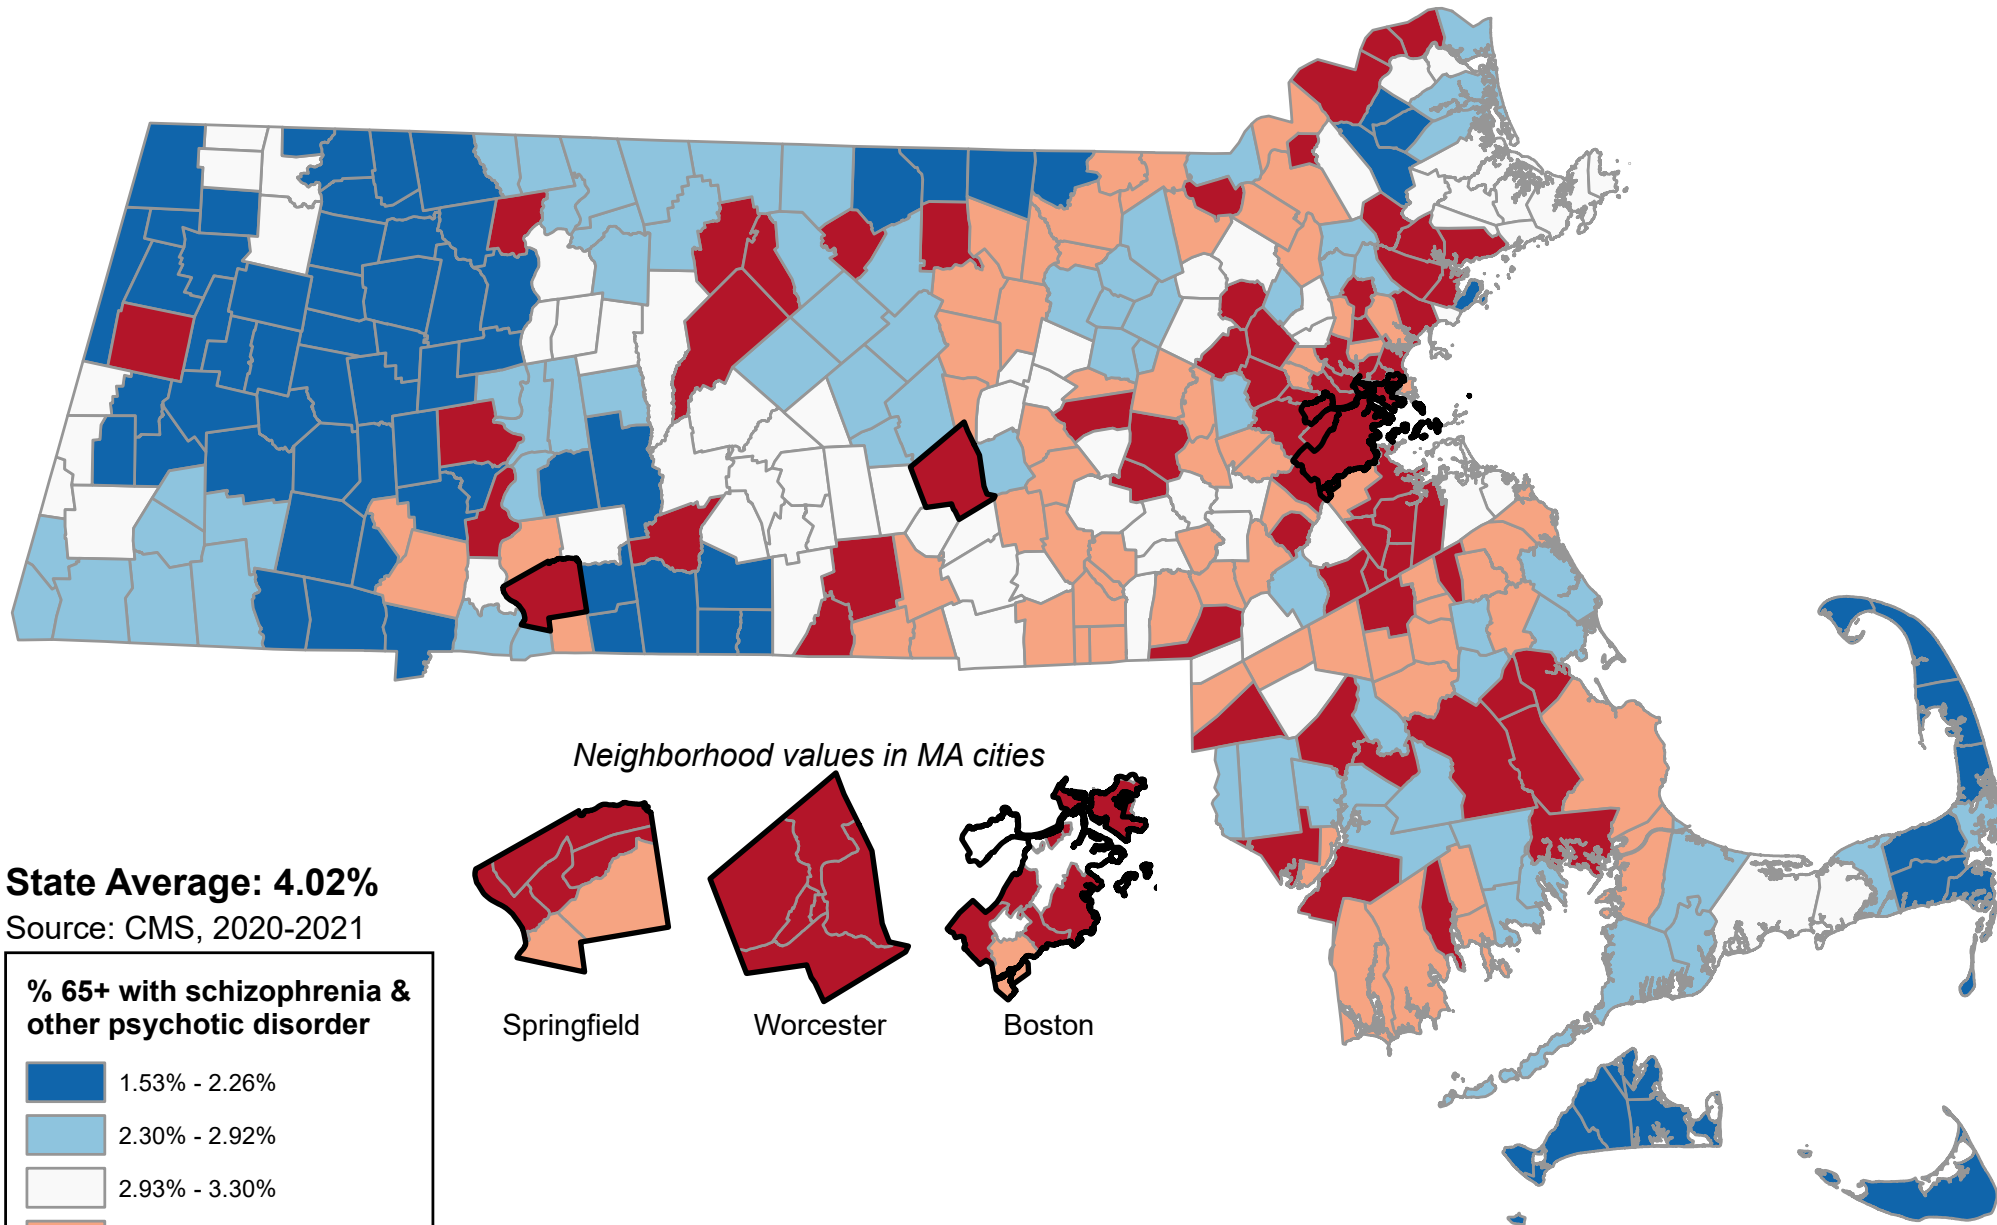 Neighborhood values in MA cities
Springfield
Worcester
Boston
State Average: 4.02%
Source: CMS, 2020-2021
% 65+ with schizophrenia &
other psychotic disorder
1.53% - 2.26%
2.30% - 2.92%
2.93% - 3.30%